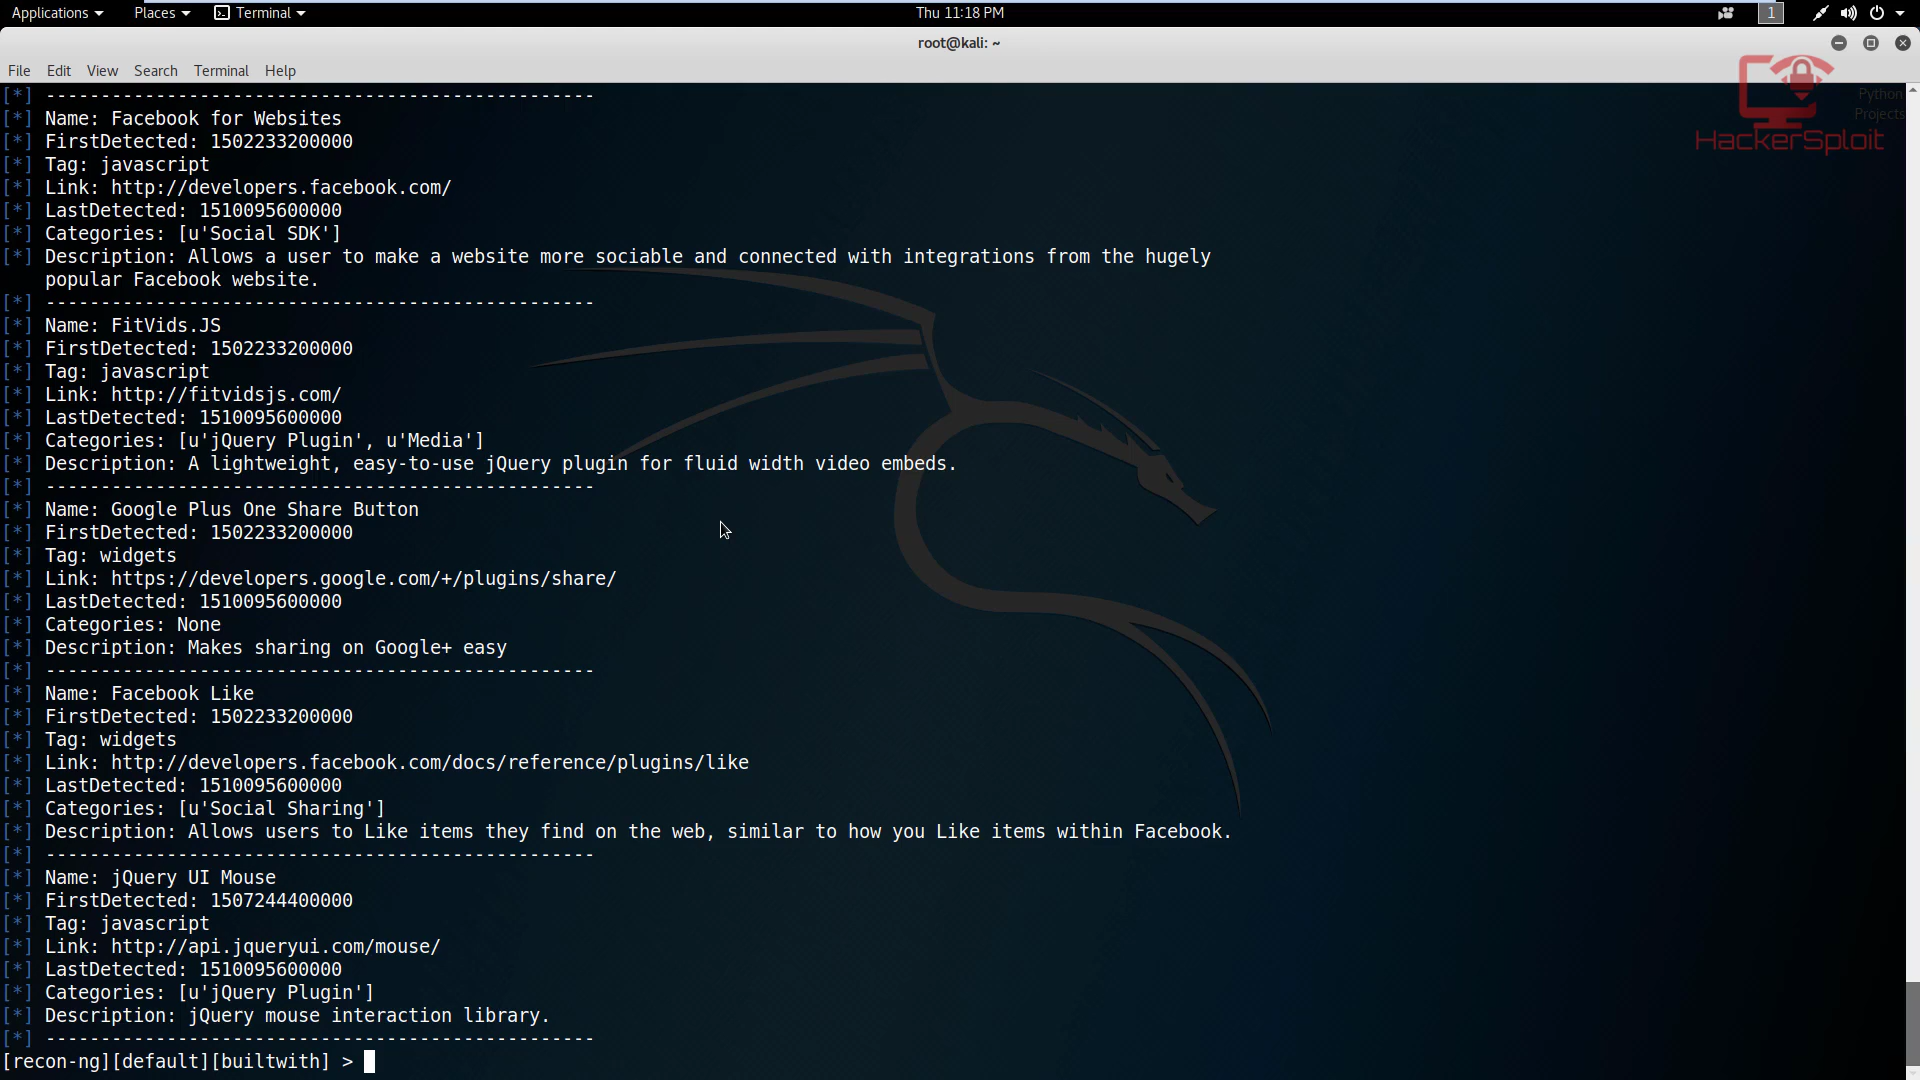 Applications Places Terminal Thu 11:18 PM 1
root@kali: ~
File Edit View Search Terminal Help
Python
Projects
HackerSploit
[*] --------------------------------------------------
[*] Name: Facebook for Websites
[*] FirstDetected: 1502233200000
[*] Tag: javascript
[*] Link: http://developers.facebook.com/
[*] LastDetected: 1510095600000
[*] Categories: [u'Social SDK']
[*] Description: Allows a user to make a website more sociable and connected with integrations from the hugely
popular Facebook website.
[*] --------------------------------------------------
[*] Name: FitVids.JS
[*] FirstDetected: 1502233200000
[*] Tag: javascript
[*] Link: http://fitvidsjs.com/
[*] LastDetected: 1510095600000
[*] Categories: [u'jQuery Plugin', u'Media']
[*] Description: A lightweight, easy-to-use jQuery plugin for fluid width video embeds.
[*] --------------------------------------------------
[*] Name: Google Plus One Share Button
[*] FirstDetected: 1502233200000
[*] Tag: widgets
[*] Link: https://developers.google.com/+/plugins/share/
[*] LastDetected: 1510095600000
[*] Categories: None
[*] Description: Makes sharing on Google+ easy
[*] --------------------------------------------------
[*] Name: Facebook Like
[*] FirstDetected: 1502233200000
[*] Tag: widgets
[*] Link: http://developers.facebook.com/docs/reference/plugins/like
[*] LastDetected: 1510095600000
[*] Categories: [u'Social Sharing']
[*] Description: Allows users to Like items they find on the web, similar to how you Like items within Facebook.
[*] --------------------------------------------------
[*] Name: jQuery UI Mouse
[*] FirstDetected: 1507244400000
[*] Tag: javascript
[*] Link: http://api.jqueryui.com/mouse/
[*] LastDetected: 1510095600000
[*] Categories: [u'jQuery Plugin']
[*] Description: jQuery mouse interaction library.
[*] --------------------------------------------------
[recon-ng][default][builtwith] >